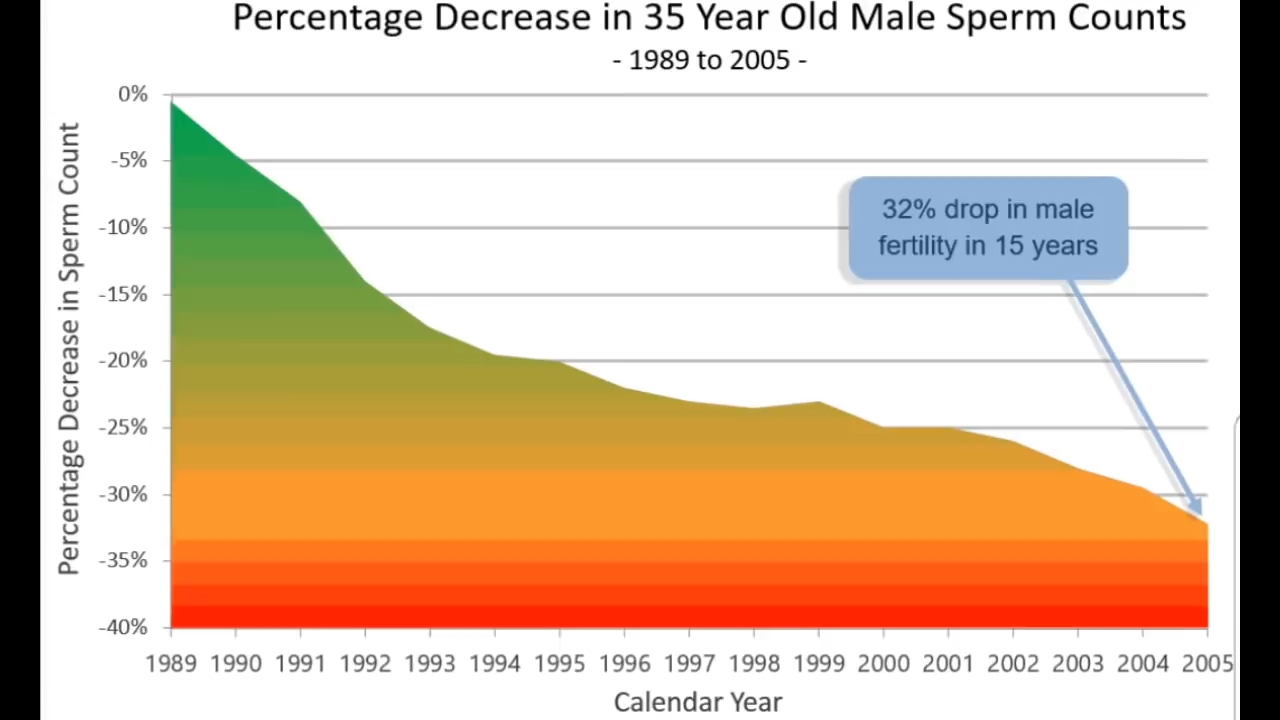 Percentage Decrease in 35 Year Old Male Sperm Counts
- 1989 to 2005 -
Percentage Decrease in Sperm Count
0%
-5%
-10%
-15%
-20%
-25%
-30%
-35%
-40%
32% drop in male
fertility in 15 years
1989 1990 1991 1992 1993 1994 1995 1996 1997 1998 1999 2000 2001 2002 2003 2004 2005
Calendar Year